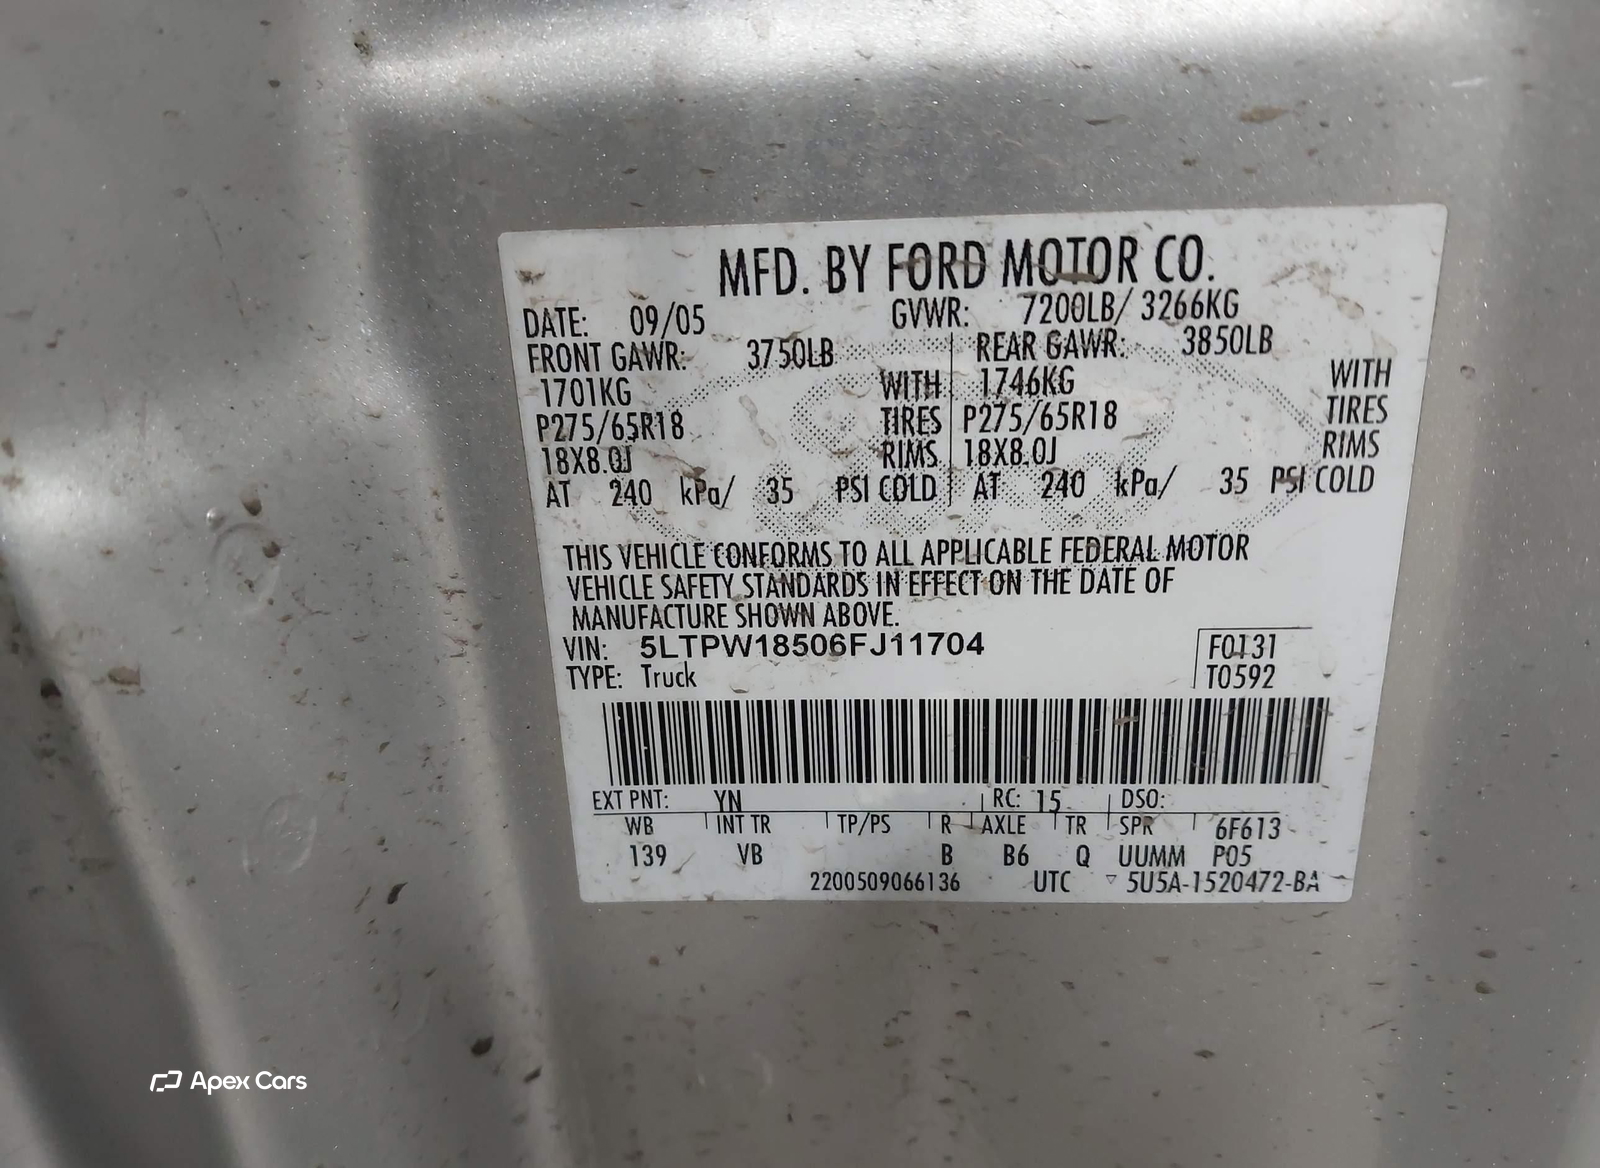 MFD. BY FORD MOTOR CO.
DATE: 09/05 GVWR: 7200LB/ 3266KG
FRONT GAWR: 3750LB REAR GAWR: 3850LB
1701KG WITH 1746KG WITH
P275/65R18 TIRES P275/65R18 TIRES
18X8.0J RIMS 18X8.0J RIMS
AT 240 kPa/ 35 PSI COLD AT 240 kPa/ 35 PSI COLD
THIS VEHICLE CONFORMS TO ALL APPLICABLE FEDERAL MOTOR
VEHICLE SAFETY STANDARDS IN EFFECT ON THE DATE OF
MANUFACTURE SHOWN ABOVE.
VIN: 5LTPW18506FJ11704 F0131
TYPE: Truck T0592
EXT PNT: YN RC: 15 DSO:
WB INT TR TP/PS R AXLE TR SPR 6F613
139 VB B B6 Q UUMM P05
2200509066136 UTC ▽ 5U5A-1520472-BA
Apex Cars